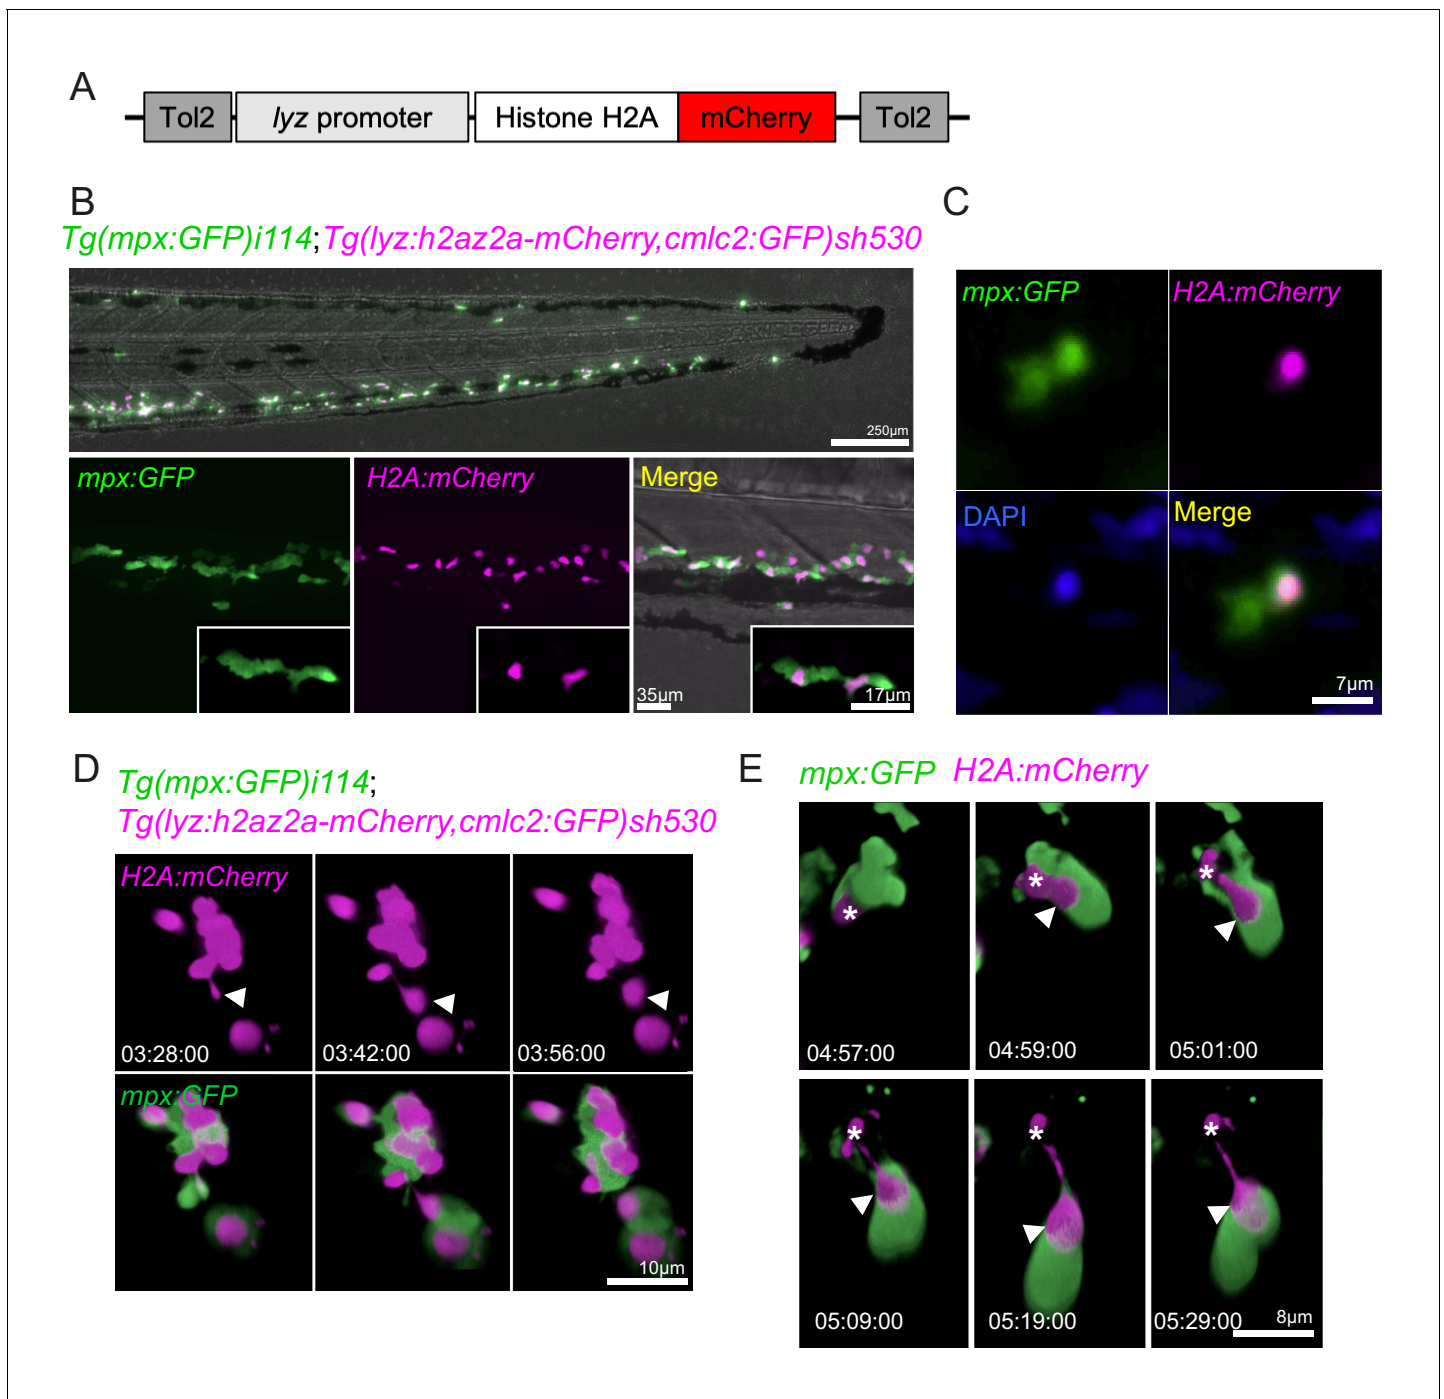 A
Tol2 lyz promoter Histone H2A mCherry Tol2
B
Tg(mpx:GFP)i114;Tg(lyz:h2az2a-mCherry,cmlc2:GFP)sh530
250µm
mpx:GFP H2A:mCherry Merge
35µm 17µm
C
mpx:GFP H2A:mCherry
DAPI Merge
7µm
D
Tg(mpx:GFP)i114;
Tg(lyz:h2az2a-mCherry,cmlc2:GFP)sh530
H2A:mCherry
03:28:00 03:42:00 03:56:00
mpx:GFP
10µm
E
mpx:GFP H2A:mCherry
* * *
04:57:00 04:59:00 05:01:00
* * *
05:09:00 05:19:00 05:29:00 8µm